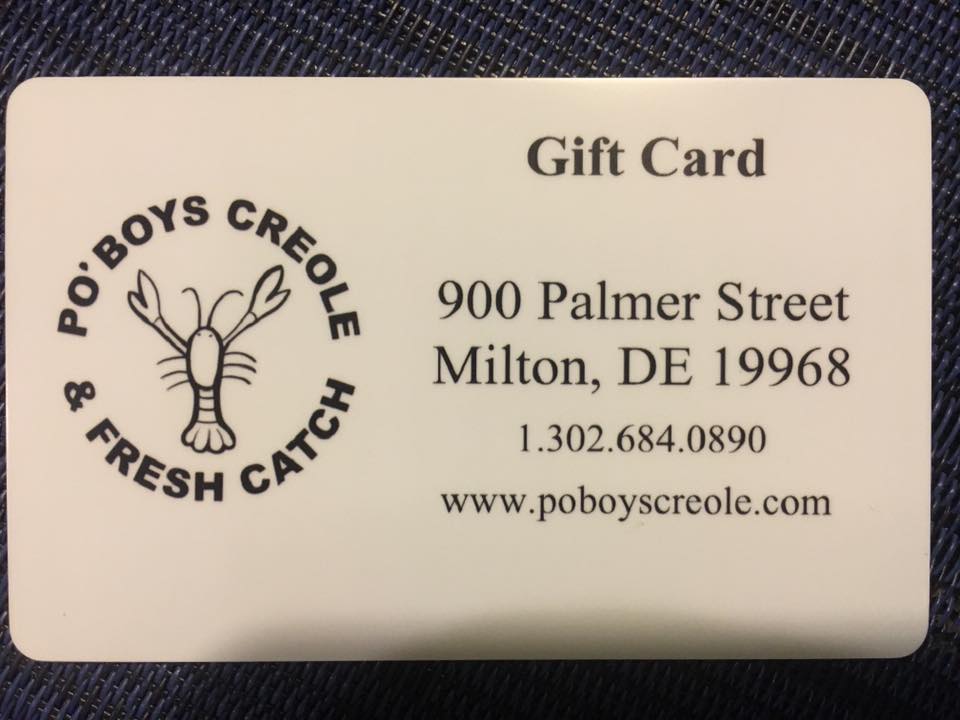 PO' BOYS CREOLE
& FRESH CATCH
Gift Card
900 Palmer Street
Milton, DE 19968
1.302.684.0890
www.poboyscreole.com